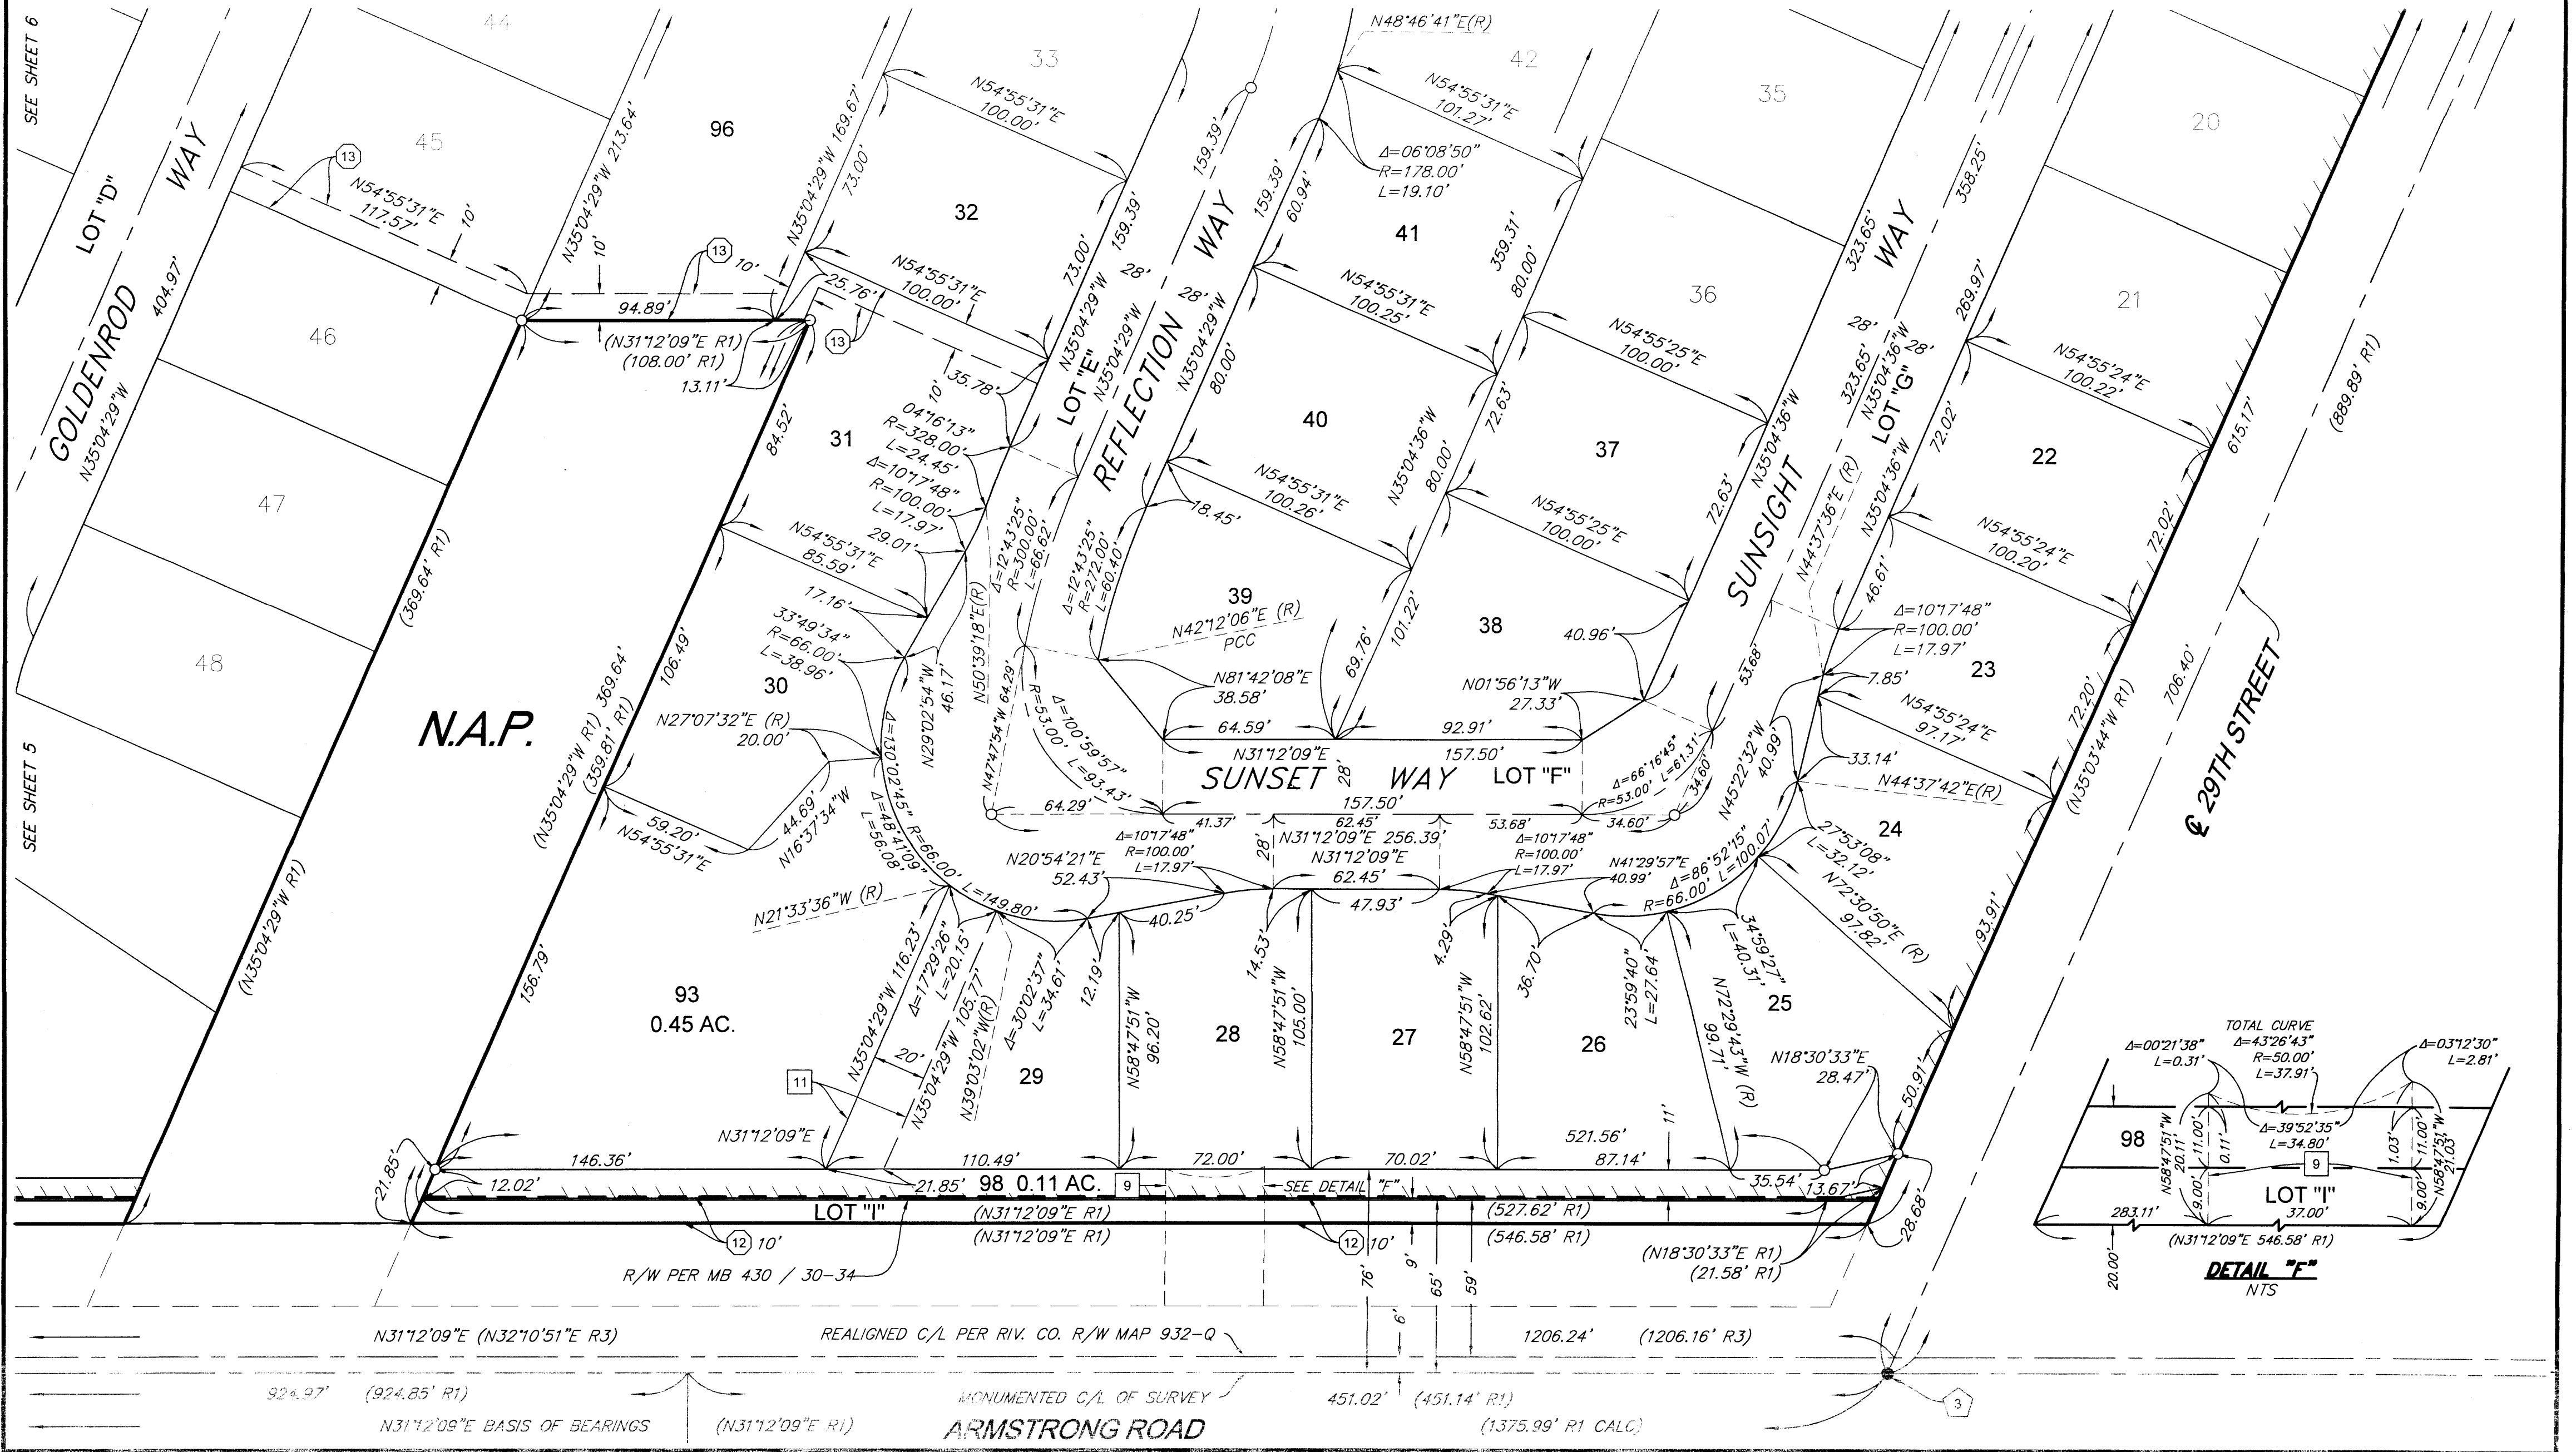 SEE SHEET 6
SEE SHEET 5
44
45
46
47
48
LOT "D"
GOLDENROD WAY
N35°04'29"W
404.97'
13
N54°55'31"E
117.57'
10'
N35°04'29"W 213.64'
96
10'
13
10'
94.89'
(N31°12'09"E R1)
(108.00' R1)
13.11'
25.76'
13
N35°04'29"W 169.67'
73.00'
33
N54°55'31"E
100.00'
32
N54°55'31"E
100.00'
73.00'
159.39'
N35°04'29"W
35.78'
10'
04°16'13"
R=328.00'
L=24.45'
Δ=10°17'48"
R=100.00'
L=17.97'
29.01'
31
84.52'
N54°55'31"E
85.59'
17.16'
33°49'34"
R=66.00'
L=38.96'
30
N27°07'32"E (R)
20.00'
106.49'
44.69'
N16°37'34"W
59.20'
N54°55'31"E
N.A.P.
(369.64' R1)
(N35°04'29"W R1)
(N35°04'29"W R1) 369.64'
(359.81' R1)
156.79'
LOT "E"
REFLECTION WAY
159.39'
28'
28'
N35°04'29"W
N35°04'29"W
159.39'
60.94'
80.00'
N48°46'41"E(R)
42
N54°55'31"E
101.27'
Δ=06°08'50"
R=178.00'
L=19.10'
41
N54°55'31"E
100.25'
40
N54°55'31"E
100.26'
18.45'
39
N42°12'06"E (R)
PCC
N81°42'08"E
38.58'
64.59'
Δ=12°43'25"
R=300.00'
L=66.62'
Δ=12°43'25"
R=272.00'
L=60.40'
N50°39'18"E(R)
N29°02'54"W
46.17'
N47°47'54"W 64.29'
Δ=100°59'57"
R=53.00' L=93.43'
64.29'
41.37'
359.31'
80.00'
N35°04'36"W
80.00'
72.63'
69.76'
101.22'
35
36
N54°55'25"E
100.00'
37
N54°55'25"E
100.00'
38
40.96'
N01°56'13"W
27.33'
92.91'
N31°12'09"E
157.50'
SUNSET WAY LOT "F"
28'
157.50'
62.45'
53.68'
34.60'
N31°12'09"E 256.39'
Δ=66°16'45"
R=53.00' L=61.31'
34.60'
53.68'
SUNSIGHT WAY
LOT "G"
323.65'
323.65'
N35°04'36"W
28'
28'
358.25'
N35°04'36"W
72.63'
N44°37'36"E (R)
269.97'
72.02'
N35°04'36"W
46.61'
20
21
N54°55'24"E
100.22'
22
N54°55'24"E
100.20'
Δ=10°17'48"
R=100.00'
L=17.97'
23
7.85'
N54°55'24"E
97.17'
33.14'
N45°22'32"W
40.99'
N44°37'42"E(R)
24
27°53'08"
L=32.12'
N72°30'50"E (R)
97.82'
615.17'
72.02'
72.20'
93.91'
50.91'
(N35°03'44"W R1)
(889.89' R1)
706.40'
℄ 29TH STREET
Δ=130°02'45" R=66.00' L=149.80'
Δ=48°41'09"
L=56.08'
N21°33'36"W (R)
N20°54'21"E
52.43'
Δ=10°17'48"
R=100.00'
L=17.97'
28'
N31°12'09"E
62.45'
47.93'
Δ=10°17'48"
R=100.00'
L=17.97'
N41°29'57"E
40.99'
Δ=86°52'15"
R=66.00' L=100.07'
40.25'
14.53'
4.29'
36.70'
12.19'
93
0.45 AC.
N35°04'29"W 116.23'
Δ=17°29'26"
L=20.15'
N35°04'29"W 105.77'
N39°03'02"W(R)
Δ=30°02'37"
L=34.61'
20'
11
29
N58°47'51"W
96.20'
28
N58°47'51"W
105.00'
27
N58°47'51"W
102.62'
26
23°59'40"
L=27.64'
34°59'27"
L=40.31'
N72°29'43"W (R)
99.71'
25
N18°30'33"E
28.47'
N31°12'09"E
521.56'
11'
21.85'
146.36'
110.49'
72.00'
70.02'
87.14'
35.54'
13.67'
12.02'
21.85'
98 0.11 AC.
9
SEE DETAIL "F"
LOT "I"
(N31°12'09"E R1)
(527.62' R1)
(N31°12'09"E R1)
(546.58' R1)
28.68'
12
10'
12
10'
(N18°30'33"E R1)
(21.58' R1)
R/W PER MB 430 / 30-34
9'
76'
65'
59'
6'
N31°12'09"E (N32°10'51"E R3)
REALIGNED C/L PER RIV. CO. R/W MAP 932-Q
1206.24' (1206.16' R3)
924.97' (924.85' R1)
MONUMENTED C/L OF SURVEY
451.02' (451.14' R1)
N31°12'09"E BASIS OF BEARINGS
(N31°12'09"E R1)
ARMSTRONG ROAD
(1375.99' R1 CALC)
3
TOTAL CURVE
Δ=43°26'43"
R=50.00'
L=37.91'
Δ=00°21'38"
L=0.31'
Δ=03°12'30"
L=2.81'
Δ=39°52'35"
L=34.80'
98
N58°47'51"W
20.11'
11.00'
0.11'
9.00'
9
1.03'
11.00'
9.00'
N58°47'51"W
21.03'
LOT "I"
283.11'
37.00'
(N31°12'09"E 546.58' R1)
20.00'
DETAIL "F"
NTS